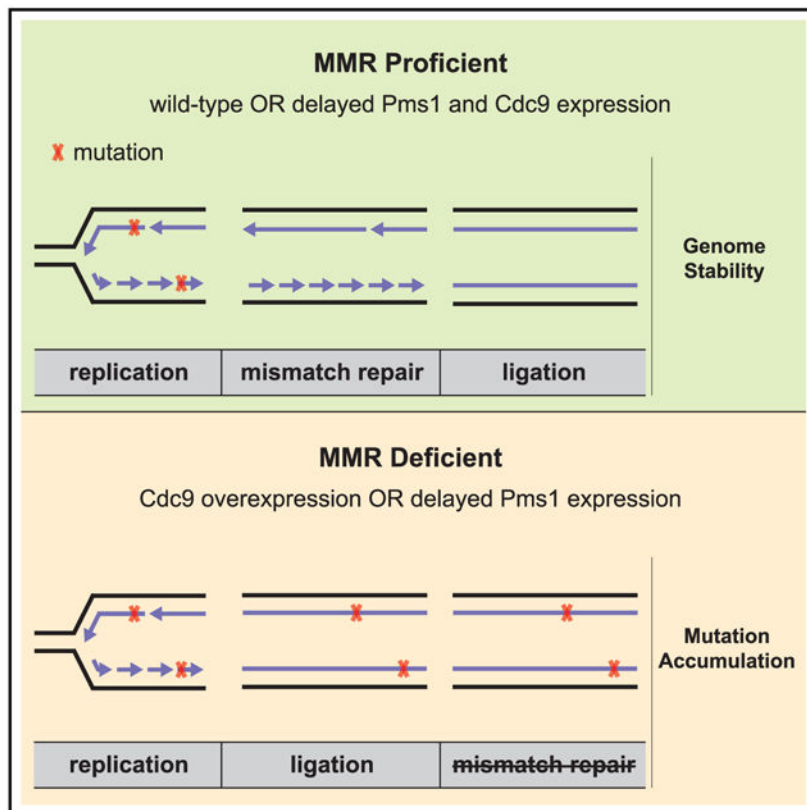 MMR Proficient
wild-type OR delayed Pms1 and Cdc9 expression
mutation
Genome
Stability
replication
mismatch repair
ligation
MMR Deficient
Cdc9 overexpression OR delayed Pms1 expression
Mutation
Accumulation
replication
ligation
mismatch repair